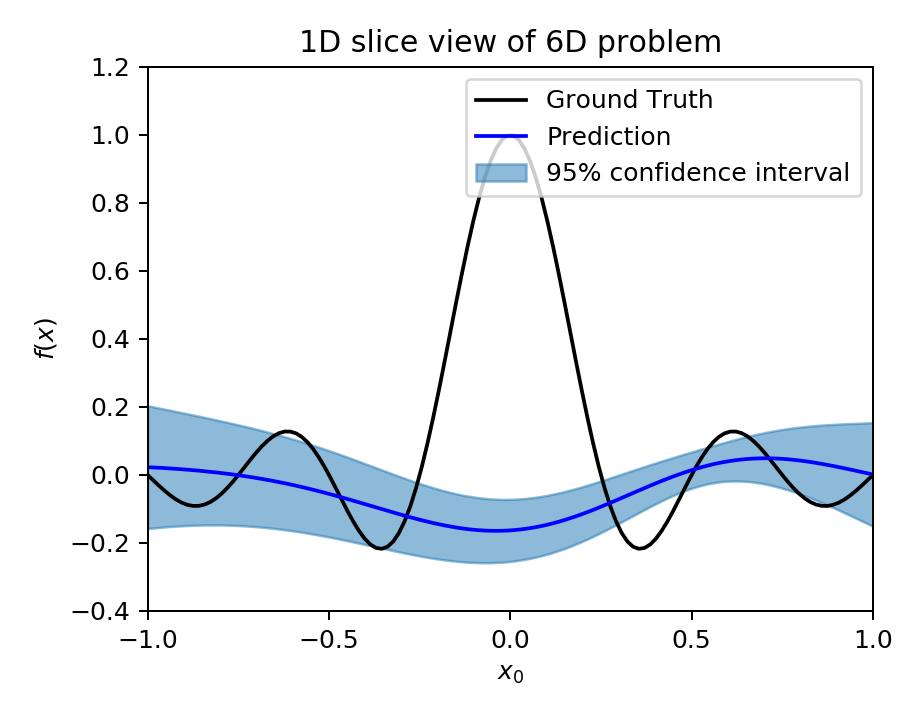 1D slice view of 6D problem
Ground Truth
Prediction
95% confidence interval
1.2
1.0
0.8
0.6
0.4
0.2
0.0
−0.2
−0.4
f(x)
−1.0
−0.5
0.0
0.5
1.0
x₀